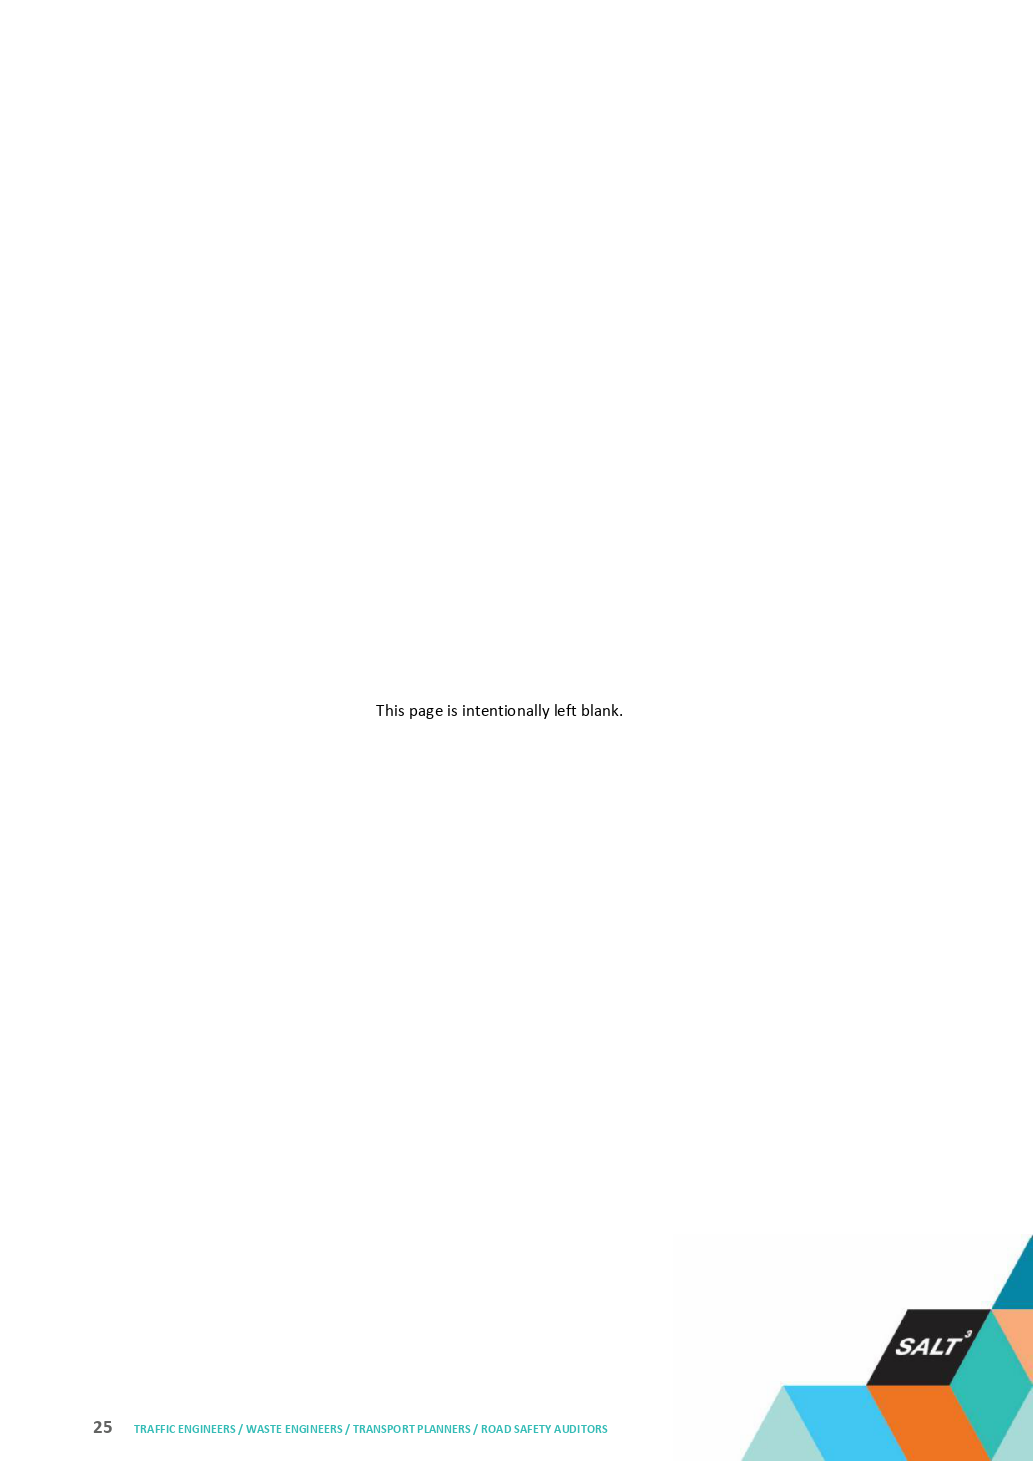 This page is intentionally left blank.
SALT³
25 TRAFFIC ENGINEERS / WASTE ENGINEERS / TRANSPORT PLANNERS / ROAD SAFETY AUDITORS